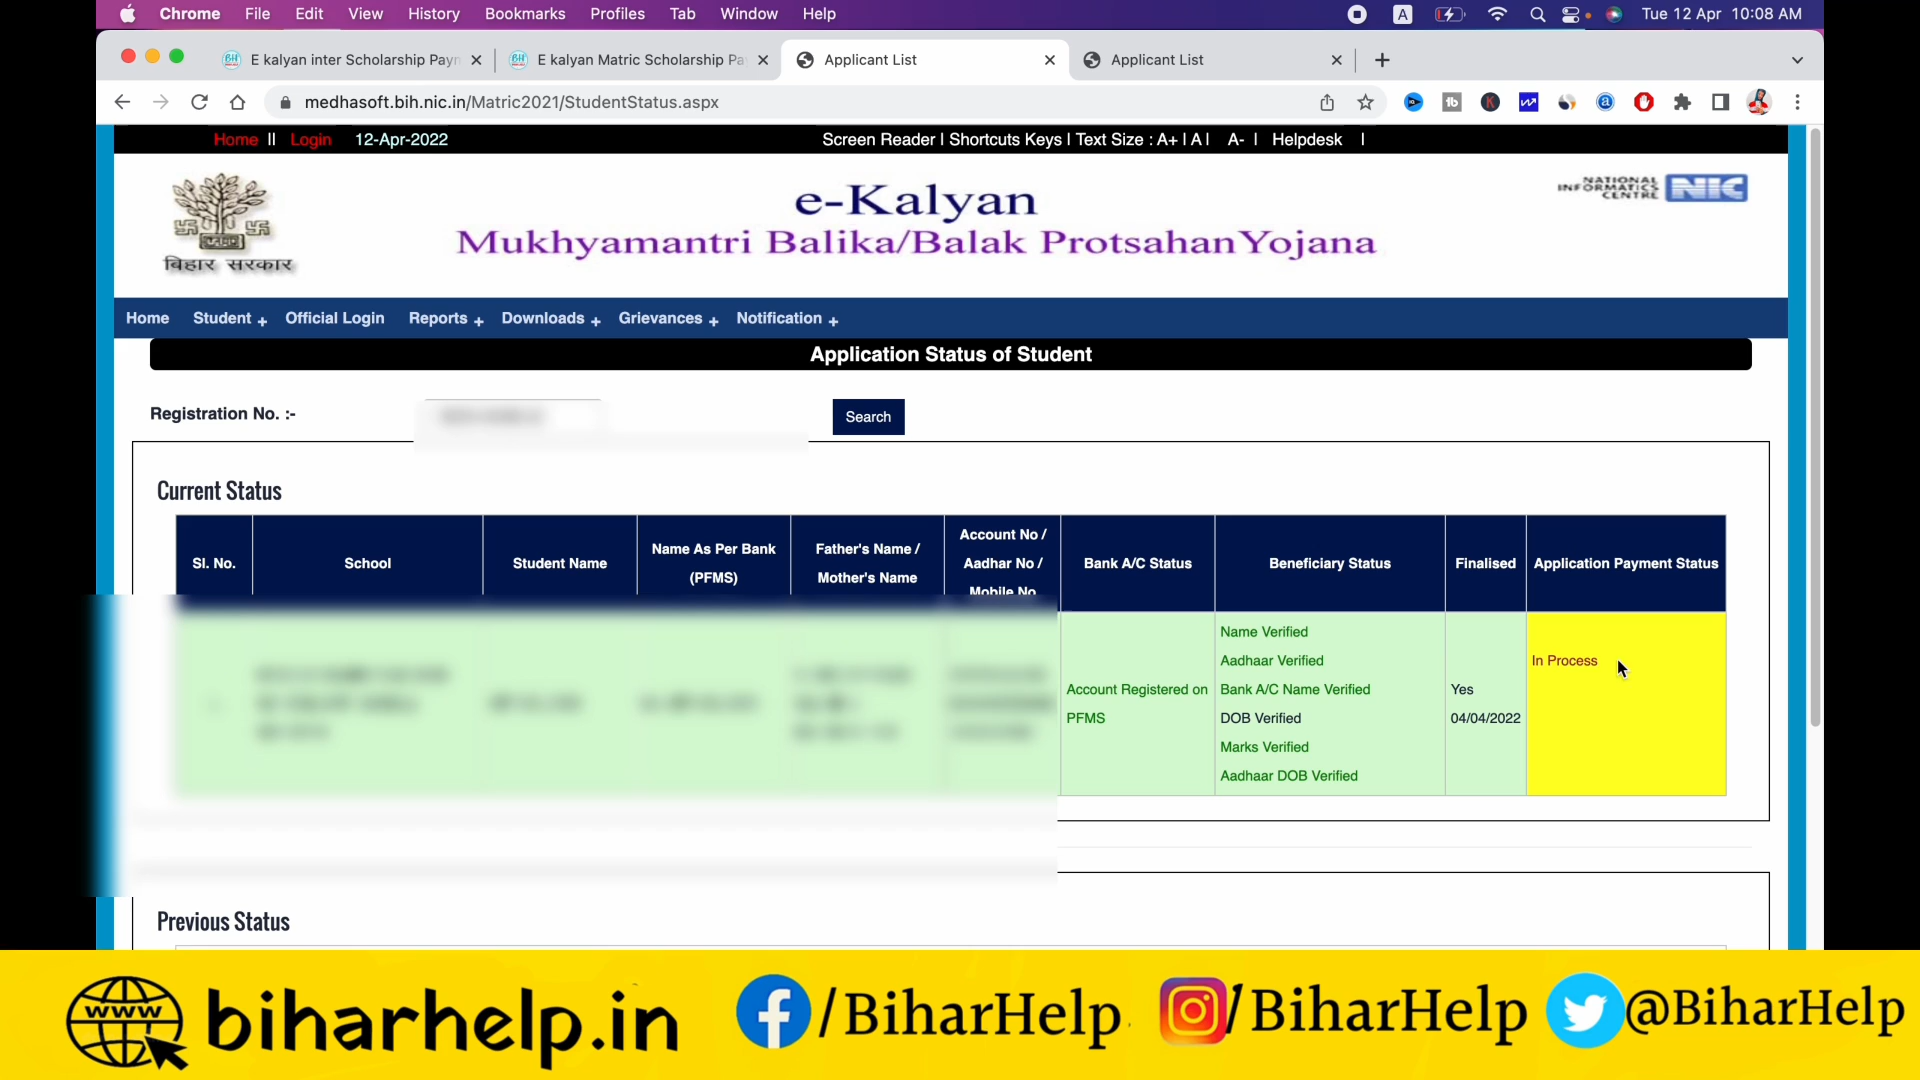 Chrome File Edit View History Bookmarks Profiles Tab Window Help A Tue 12 Apr 10:08 AM
E kalyan inter Scholarship Payn E kalyan Matric Scholarship Pa Applicant List Applicant List
medhasoft.bih.nic.in/Matric2021/StudentStatus.aspx
Home || Login 12-Apr-2022 Screen Reader | Shortcuts Keys | Text Size : A+ | A | A- | Helpdesk |
बिहार सरकार
e-Kalyan
Mukhyamantri Balika/Balak Protsahan Yojana
NATIONAL
INFORMATICS
CENTRE
NIC
Home Student + Official Login Reports + Downloads + Grievances + Notification +
Application Status of Student
Registration No. :- Search
Current Status
Sl. No.
School
Student Name
Name As Per Bank
(PFMS)
Father's Name /
Mother's Name
Account No /
Aadhar No /
Mobile No
Bank A/C Status
Beneficiary Status
Finalised
Application Payment Status
Account Registered on
PFMS
Name Verified
Aadhaar Verified
Bank A/C Name Verified
DOB Verified
Marks Verified
Aadhaar DOB Verified
Yes
04/04/2022
In Process
Previous Status
www
biharhelp.in
/BiharHelp
/BiharHelp
@BiharHelp